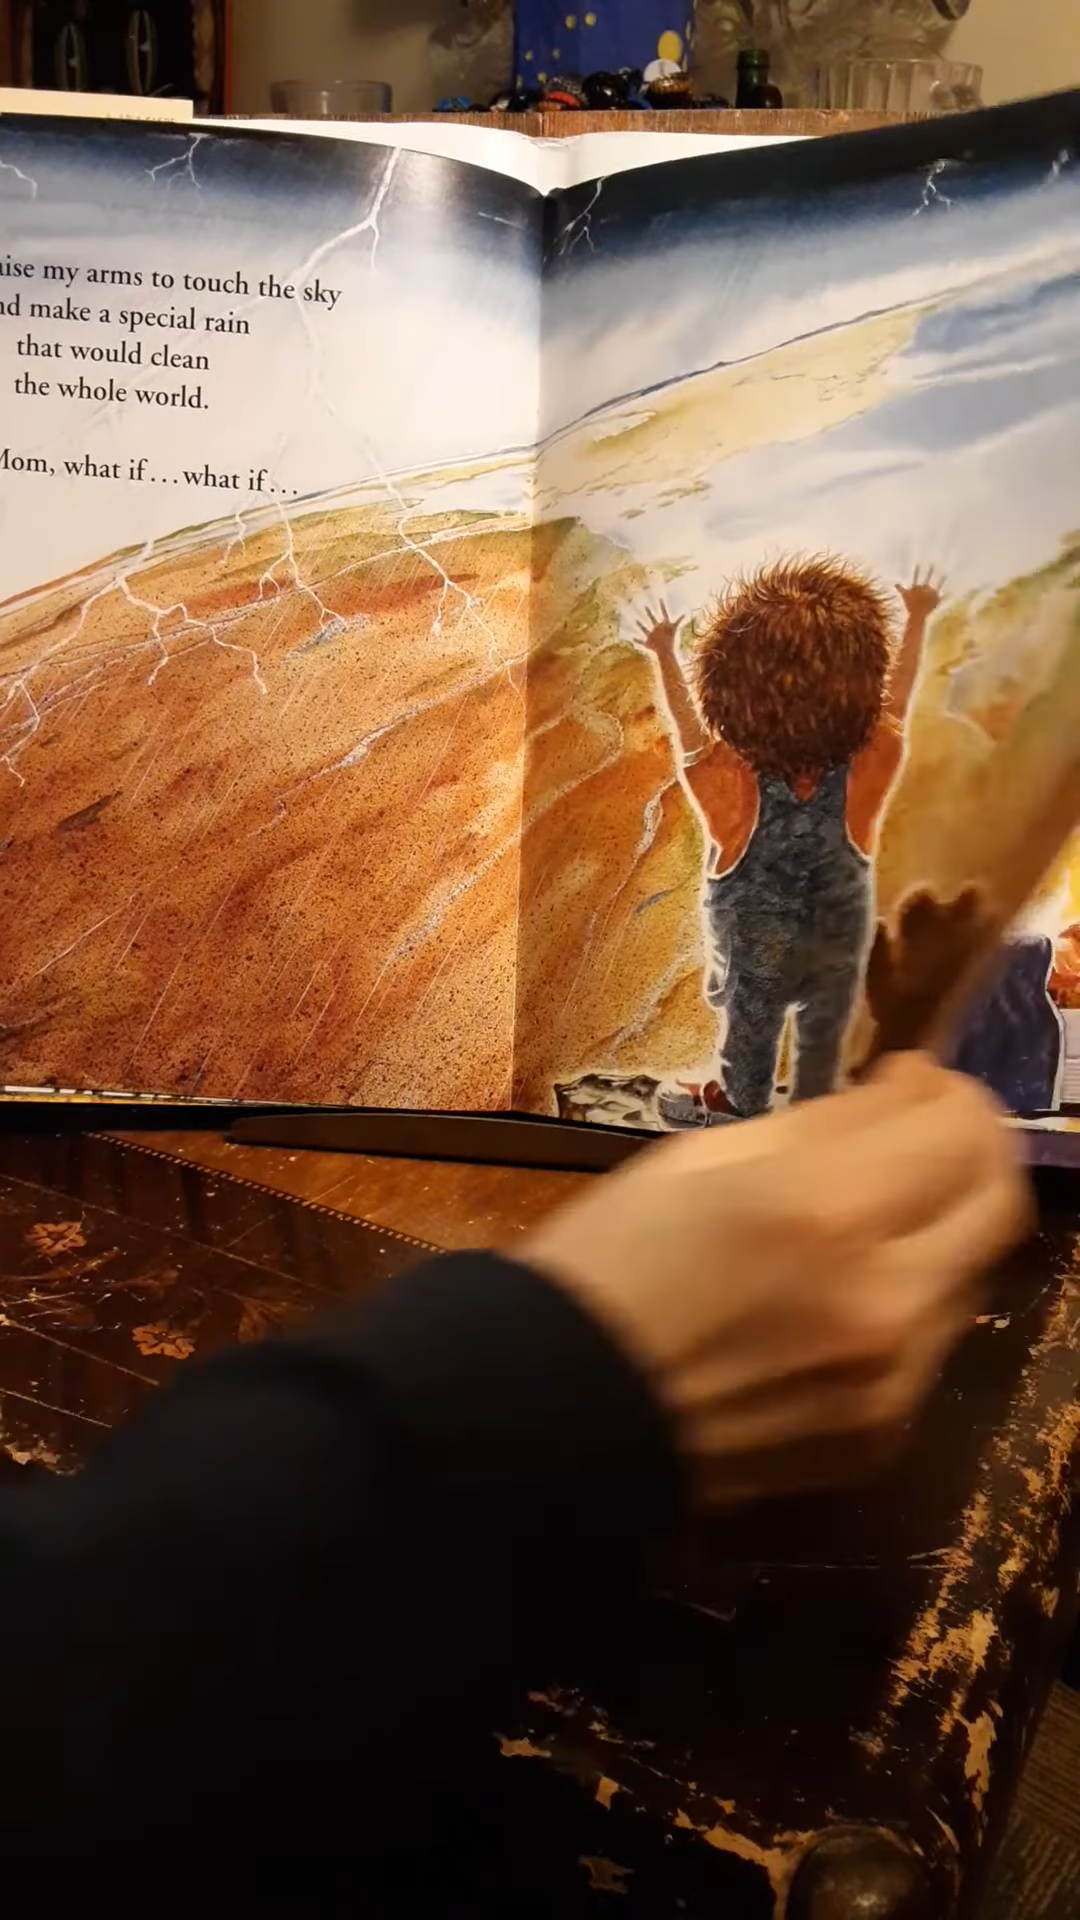 ise my arms to touch the sky
nd make a special rain
that would clean
the whole world.
Mom, what if...what if...